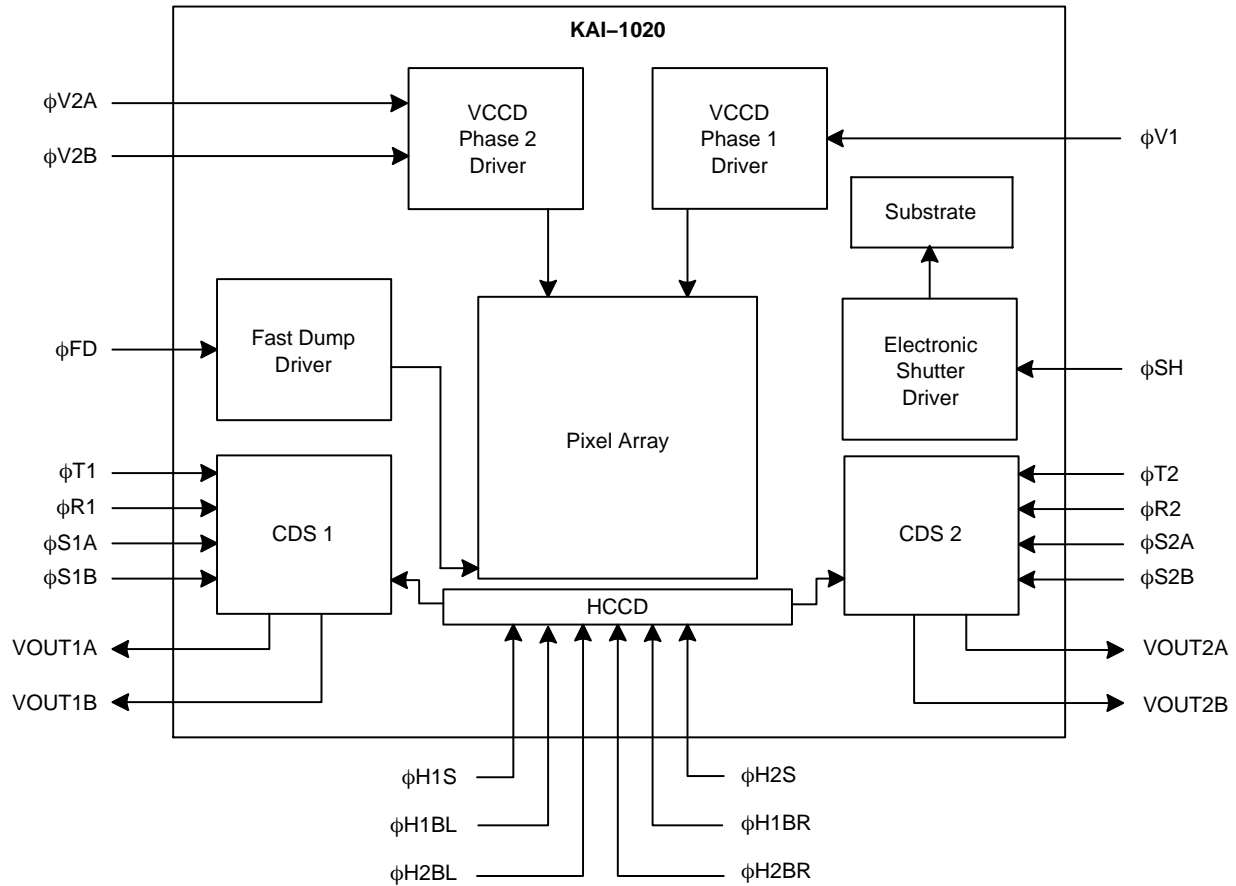 KAI–1020
ϕV2A
ϕV2B
VCCD
Phase 2
Driver
VCCD
Phase 1
Driver
ϕV1
Substrate
ϕFD
Fast Dump
Driver
Pixel Array
Electronic
Shutter
Driver
ϕSH
ϕT1
ϕR1
ϕS1A
ϕS1B
CDS 1
CDS 2
ϕT2
ϕR2
ϕS2A
ϕS2B
HCCD
VOUT1A
VOUT1B
VOUT2A
VOUT2B
ϕH1S
ϕH2S
ϕH1BL
ϕH1BR
ϕH2BL
ϕH2BR